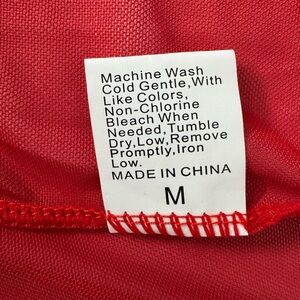 Machine Wash
Cold Gentle,With
Like Colors,
Non-Chlorine
Bleach When
Needed,Tumble
Dry,Low,Remove
Promptly,Iron
Low.
MADE IN CHINA
M